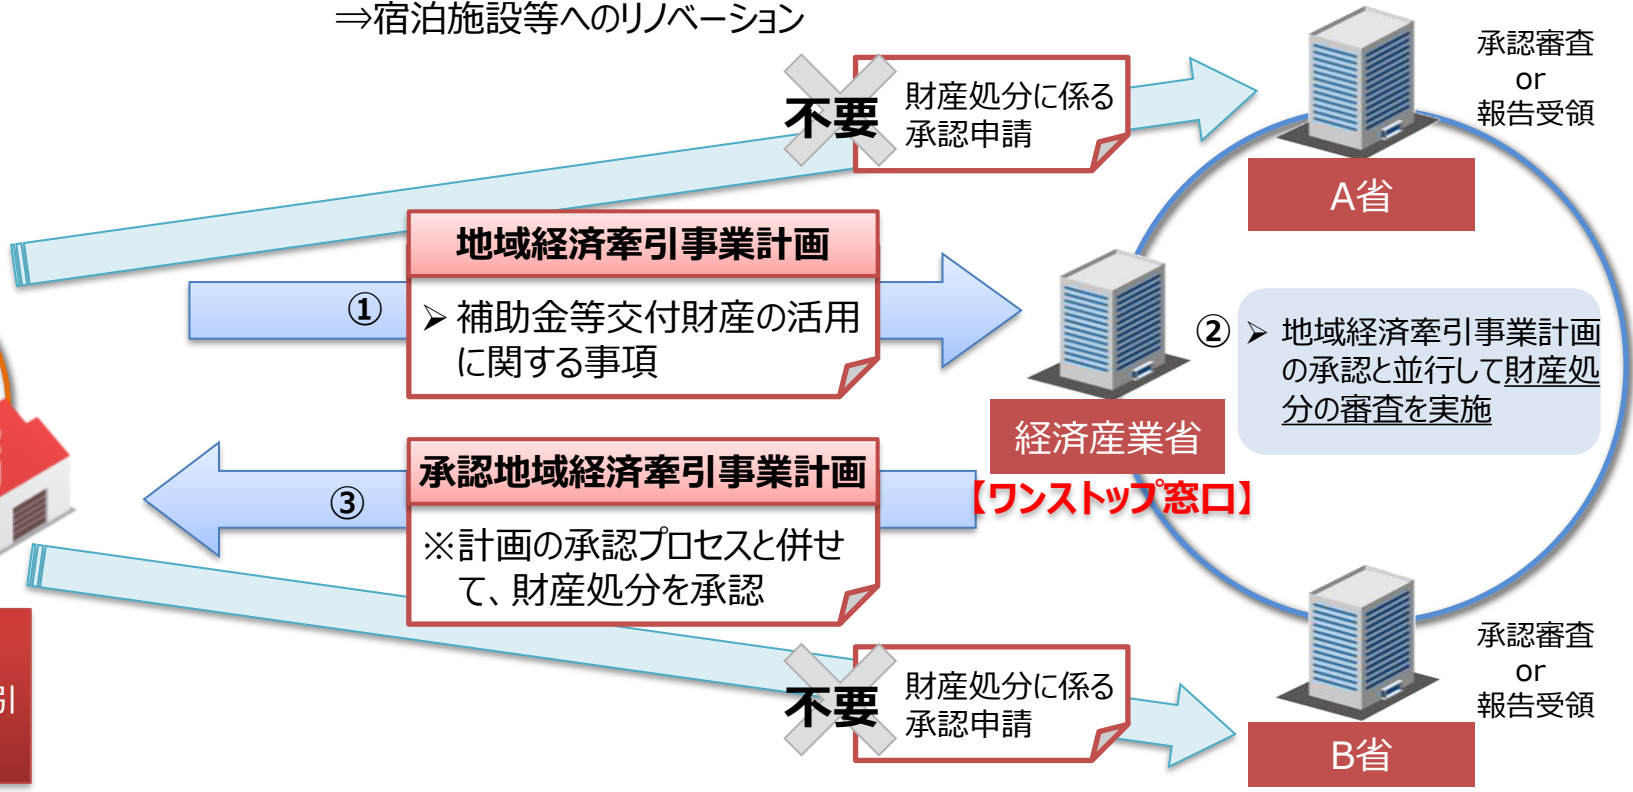 ⇒宿泊施設等へのリノベーション
承認審査
or
報告受領
不要
財産処分に係る
承認申請
A省
地域経済牽引事業計画
①
➢ 補助金等交付財産の活用
に関する事項
② ➢ 地域経済牽引事業計画
の承認と並行して財産処
分の審査を実施
経済産業省
【ワンストップ窓口】
承認地域経済牽引事業計画
③
※計画の承認プロセスと併せ
て、財産処分を承認
不要
財産処分に係る
承認申請
承認審査
or
報告受領
引
B省